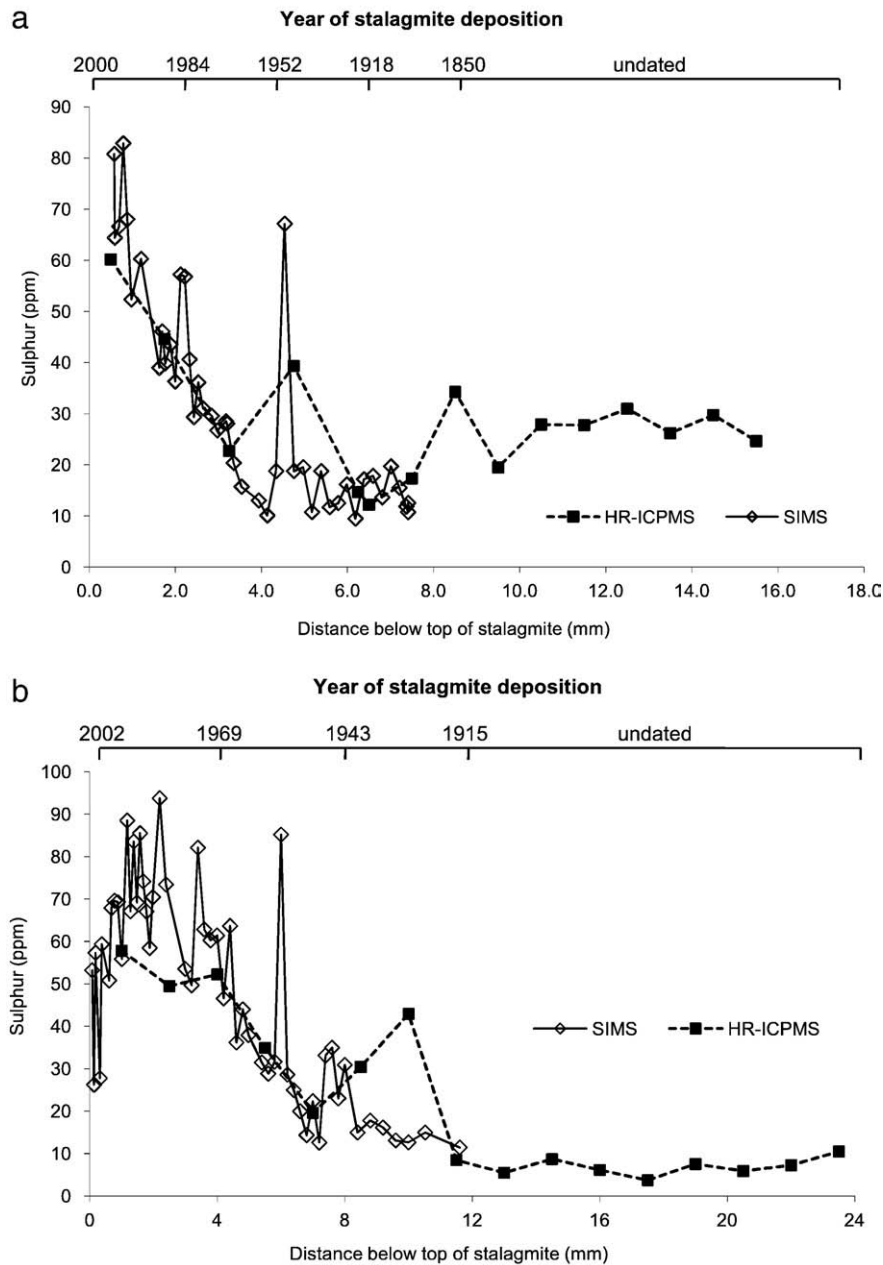 a
Year of stalagmite deposition
2000 1984 1952 1918 1850 undated
90
80
70
60
50
40
30
20
10
0
Sulphur (ppm)
HR-ICPMS SIMS
0.0 2.0 4.0 6.0 8.0 10.0 12.0 14.0 16.0 18.0
Distance below top of stalagmite (mm)
b
Year of stalagmite deposition
2002 1969 1943 1915 undated
100
90
80
70
60
50
40
30
20
10
0
Sulphur (ppm)
SIMS HR-ICPMS
0 4 8 12 16 20 24
Distance below top of stalagmite (mm)